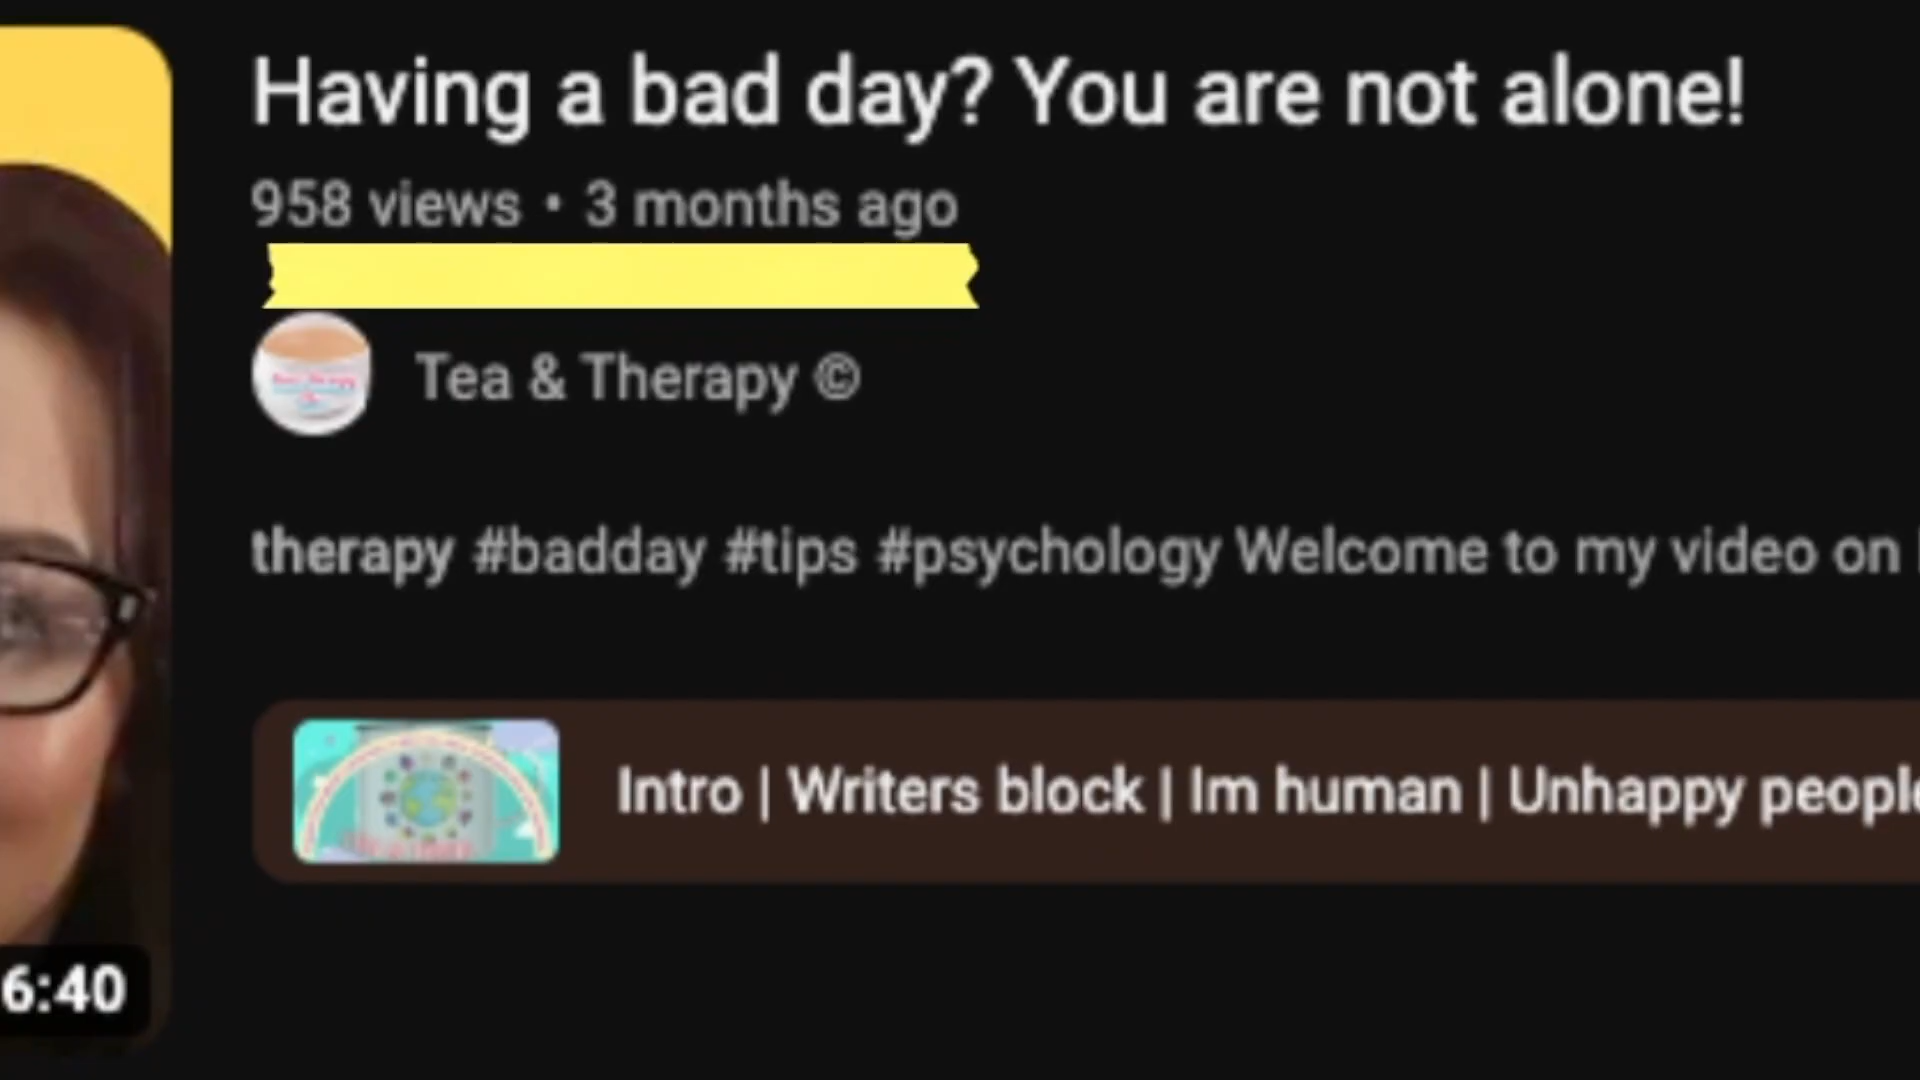 Having a bad day? You are not alone!
958 views • 3 months ago
Tea & Therapy ©
therapy #badday #tips #psychology Welcome to my video on
Intro | Writers block | Im human | Unhappy people
6:40